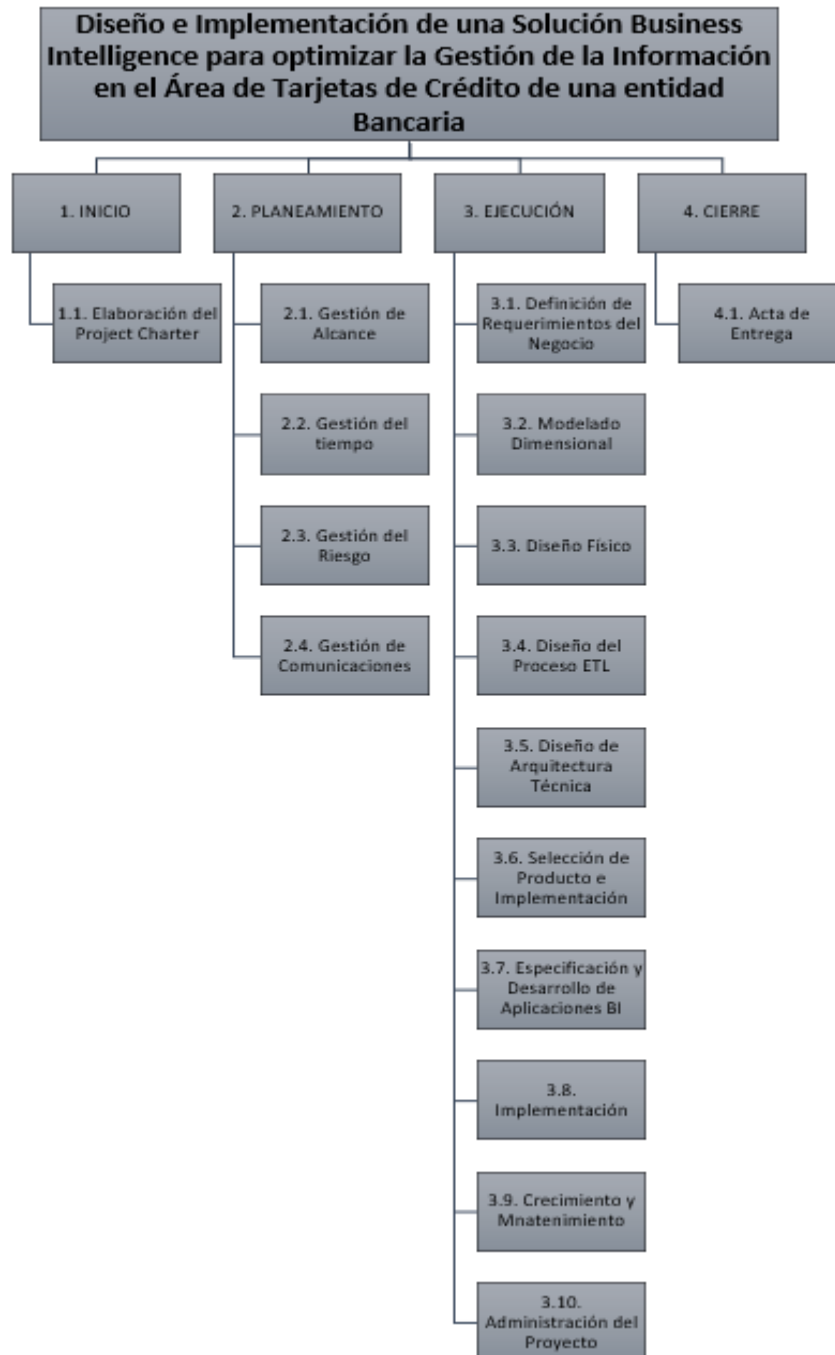 Diseño e Implementación de una Solución Business
Intelligence para optimizar la Gestión de la Información
en el Área de Tarjetas de Crédito de una entidad
Bancaria
1. INICIO
1.1. Elaboración del
Project Charter
2. PLANEAMIENTO
2.1. Gestión de
Alcance
2.2. Gestión del
tiempo
2.3. Gestión del
Riesgo
2.4. Gestión de
Comunicaciones
3. EJECUCIÓN
3.1. Definición de
Requerimientos del
Negocio
3.2. Modelado
Dimensional
3.3. Diseño Físico
3.4. Diseño del
Proceso ETL
3.5. Diseño de
Arquitectura
Técnica
3.6. Selección de
Producto e
Implementación
3.7. Especificación y
Desarrollo de
Aplicaciones BI
3.8.
Implementación
3.9. Crecimiento y
Mnatenimiento
3.10.
Administración del
Proyecto
4. CIERRE
4.1. Acta de
Entrega